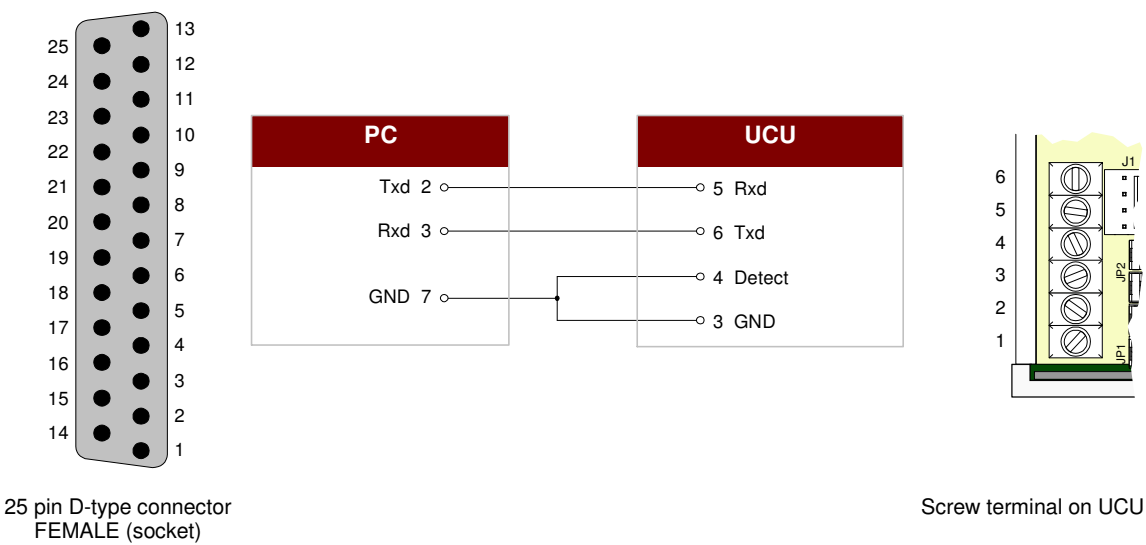 13
25
12
24
11
23
10
22
9
21
8
20
7
19
6
18
5
17
4
16
3
15
2
14
1
25 pin D-type connector
FEMALE (socket)
PC
Txd 2
Rxd 3
GND 7
UCU
5 Rxd
6 Txd
4 Detect
3 GND
J1
6
5
4
3
JP2
2
1
JP1
Screw terminal on UCU